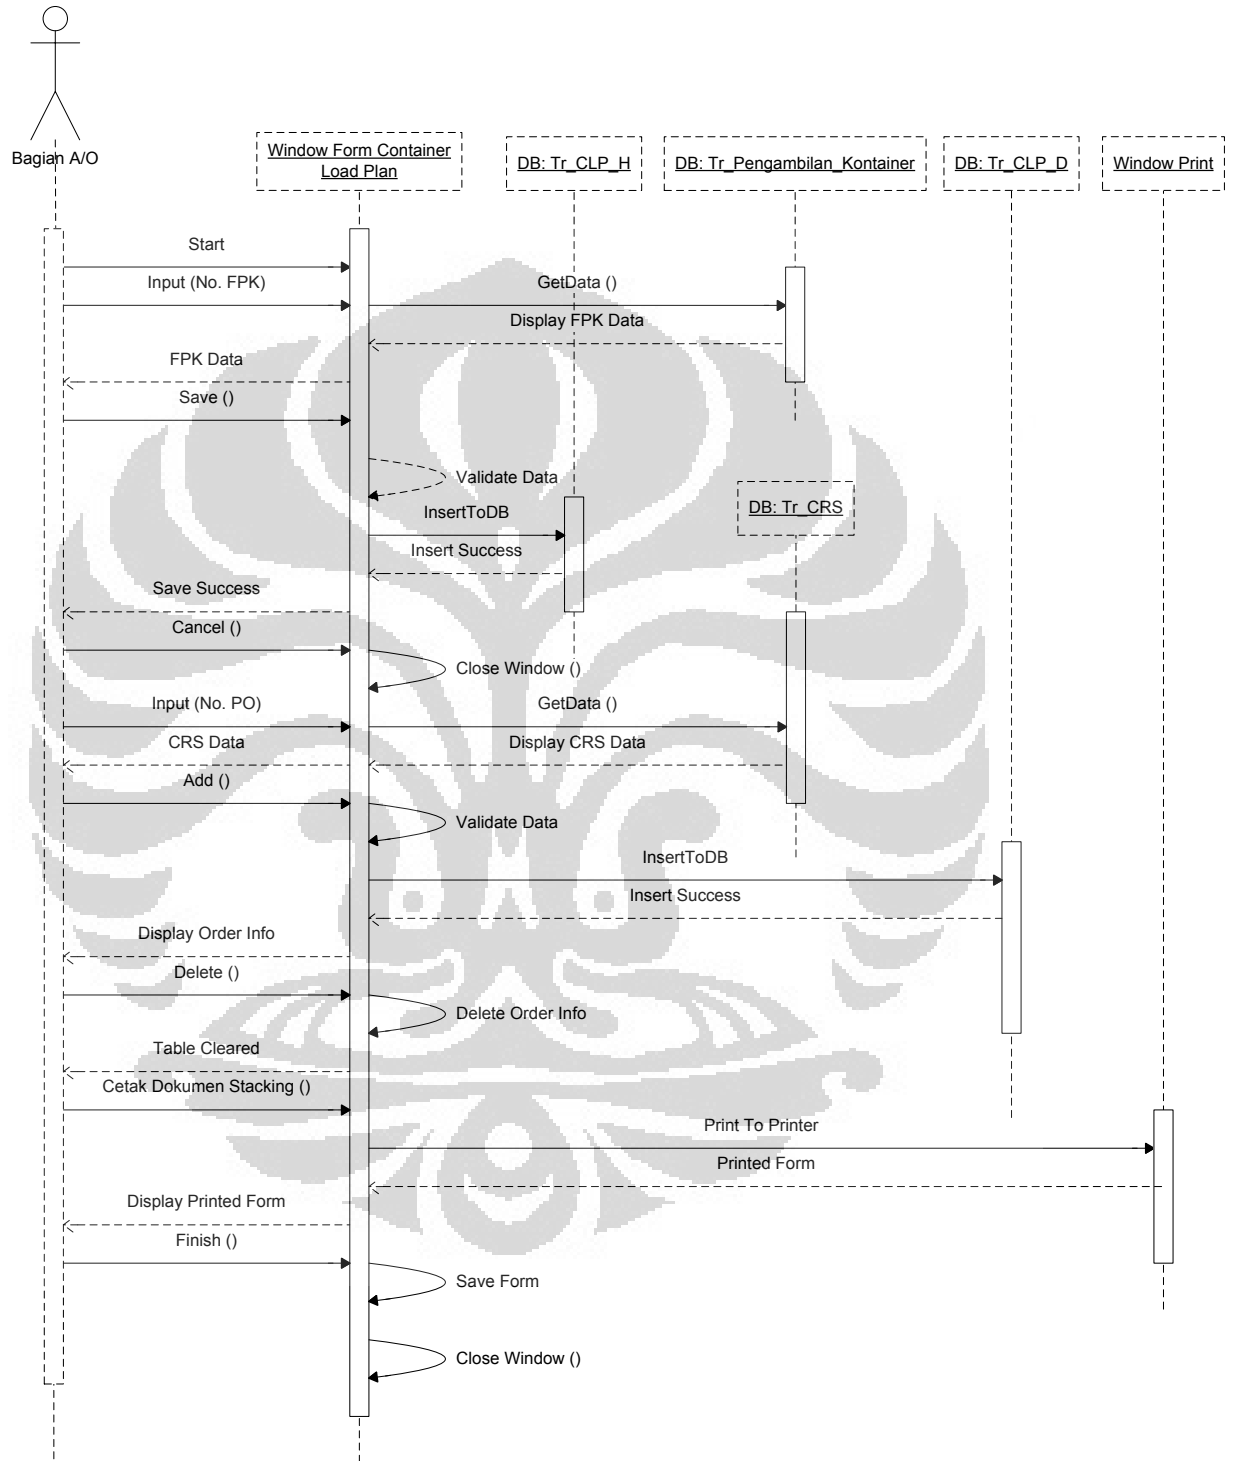 Bagian A/O
Window Form Container
Load Plan
DB: Tr_CLP_H
DB: Tr_Pengambilan_Kontainer
DB: Tr_CLP_D
Window Print
Start
Input (No. FPK)
GetData ()
Display FPK Data
FPK Data
Save ()
Validate Data
DB: Tr_CRS
InsertToDB
Insert Success
Save Success
Cancel ()
Close Window ()
Input (No. PO)
GetData ()
CRS Data
Display CRS Data
Add ()
Validate Data
InsertToDB
Insert Success
Display Order Info
Delete ()
Delete Order Info
Table Cleared
Cetak Dokumen Stacking ()
Print To Printer
Printed Form
Display Printed Form
Finish ()
Save Form
Close Window ()